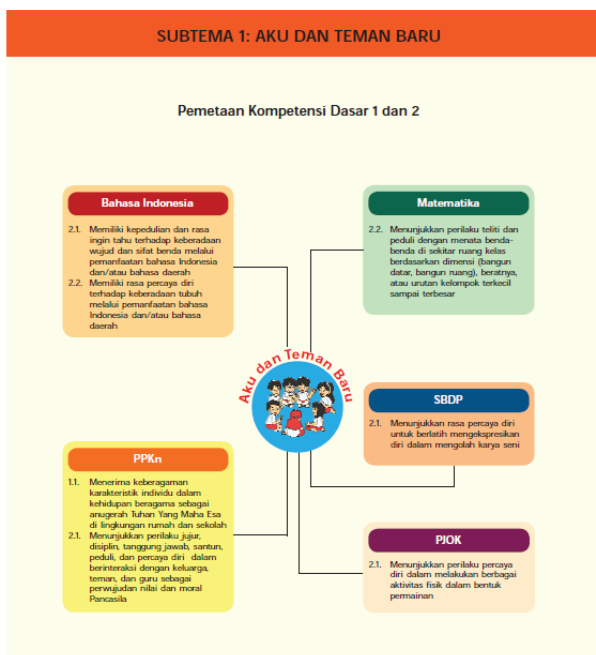 SUBTEMA 1: AKU DAN TEMAN BARU
Pemetaan Kompetensi Dasar 1 dan 2
Bahasa Indonesia
2.1. Memiliki kepedulian dan rasa
ingin tahu terhadap keberadaan
wujud dan sifat benda melalui
pemanfaatan bahasa Indonesia
dan/atau bahasa daerah
2.2. Memiliki rasa percaya diri
terhadap keberadaan tubuh
melalui pemanfaatan bahasa
Indonesia dan/atau bahasa
daerah
Matematika
2.2. Menunjukkan perilaku teliti dan
peduli dengan menata benda-
benda di sekitar ruang kelas
berdasarkan dimensi (bangun
datar, bangun ruang), beratnya,
atau urutan kelompok terkecil
sampai terbesar
Aku dan Teman Baru
SBDP
2.1. Menunjukkan rasa percaya diri
untuk berlatih mengekspresikan
diri dalam mengolah karya seni
PPKn
1.1. Menerima keberagaman
karakteristik individu dalam
kehidupan beragama sebagai
anugerah Tuhan Yang Maha Esa
di lingkungan rumah dan sekolah
2.1. Menunjukkan perilaku jujur,
disiplin, tanggung jawab, santun,
peduli, dan percaya diri dalam
berinteraksi dengan keluarga,
teman, dan guru sebagai
perwujudan nilai dan moral
Pancasila
PJOK
2.1. Menunjukkan perilaku percaya
diri dalam melakukan berbagai
aktivitas fisik dalam bentuk
permainan